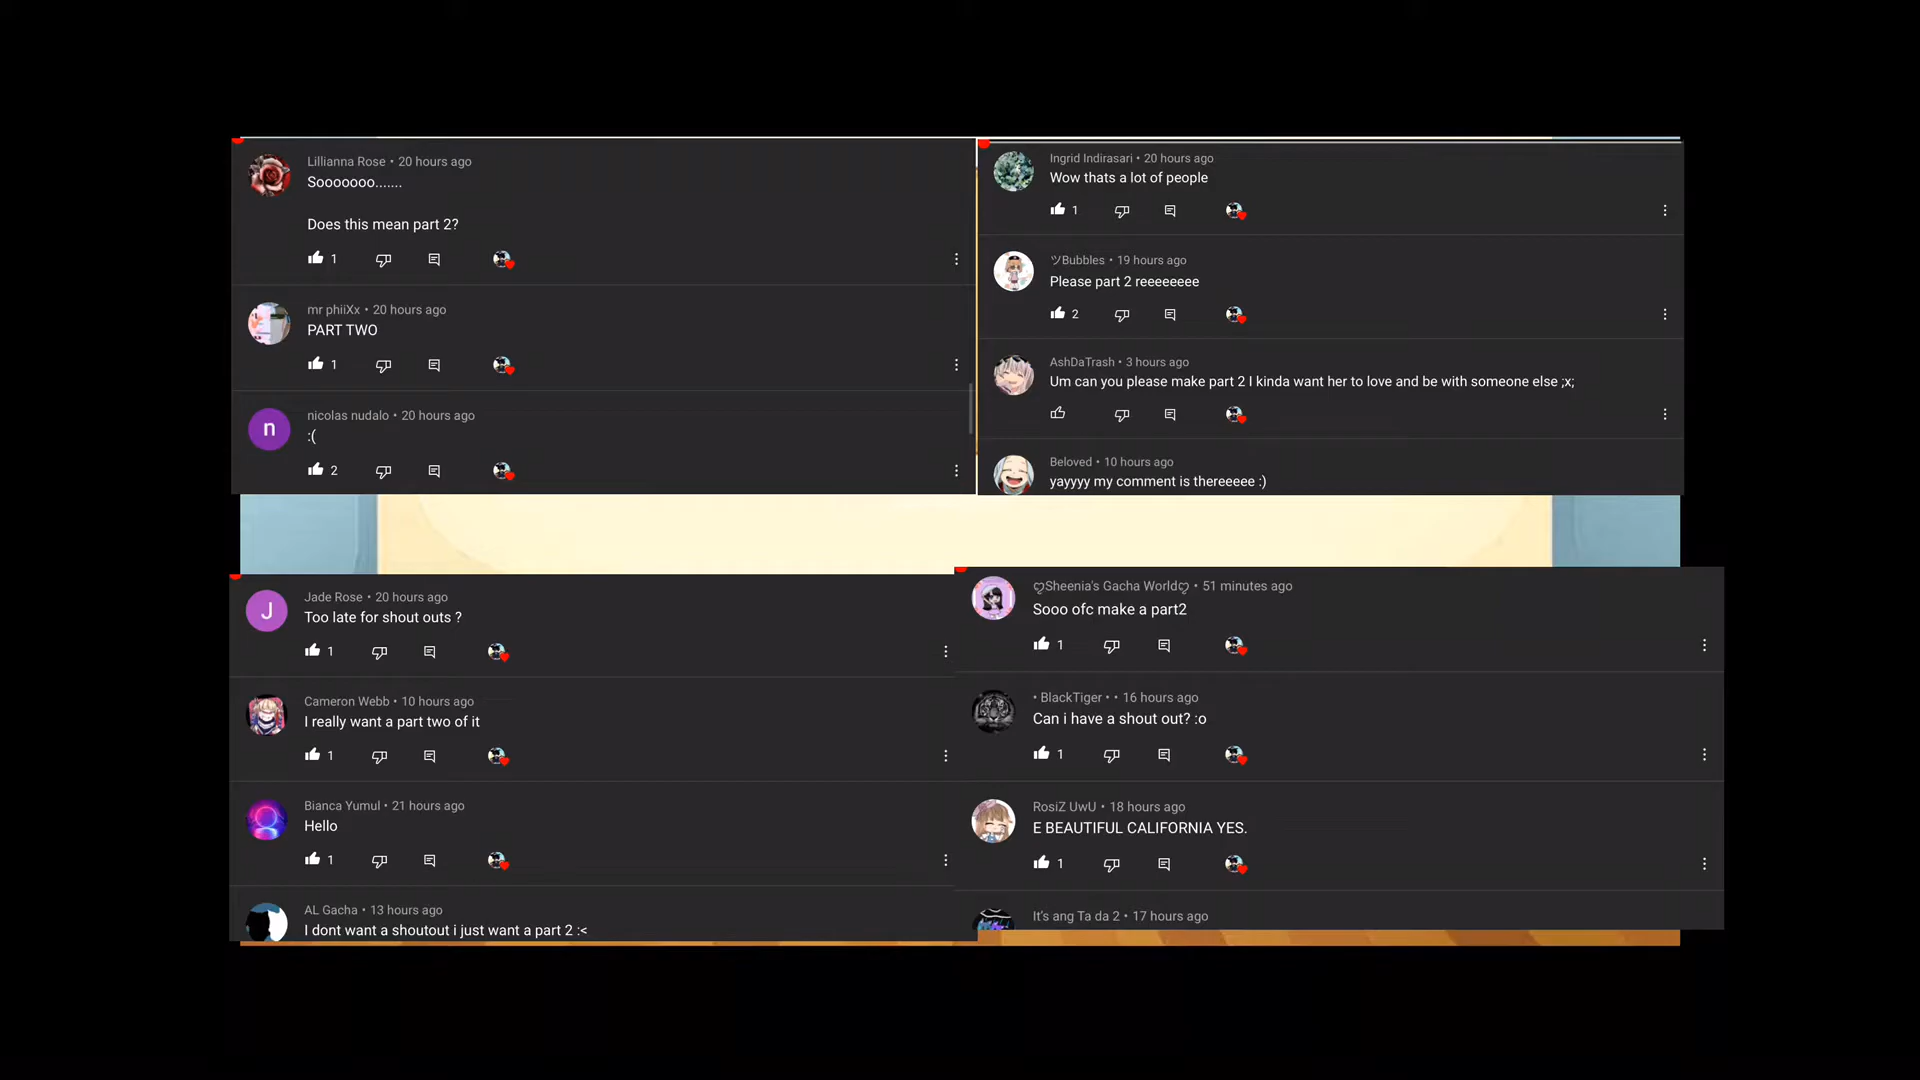 Lillianna Rose • 20 hours ago
Sooooooo.......
Does this mean part 2?
1
mr phiiXx • 20 hours ago
PART TWO
1
n
nicolas nudalo • 20 hours ago
:(
2
Ingrid Indirasari • 20 hours ago
Wow thats a lot of people
1
ツBubbles • 19 hours ago
Please part 2 reeeeeeee
2
AshDaTrash • 3 hours ago
Um can you please make part 2 I kinda want her to love and be with someone else ;x;
Beloved • 10 hours ago
yayyyy my comment is thereeeee :)
J
Jade Rose • 20 hours ago
Too late for shout outs ?
1
Cameron Webb • 10 hours ago
I really want a part two of it
1
Bianca Yumul • 21 hours ago
Hello
1
AL Gacha • 13 hours ago
I dont want a shoutout i just want a part 2 :<
ღSheenia's Gacha Worldღ • 51 minutes ago
Sooo ofc make a part2
1
• BlackTiger • • 16 hours ago
Can i have a shout out? :o
1
RosiZ UwU • 18 hours ago
E BEAUTIFUL CALIFORNIA YES.
1
It's ang Ta da 2 • 17 hours ago